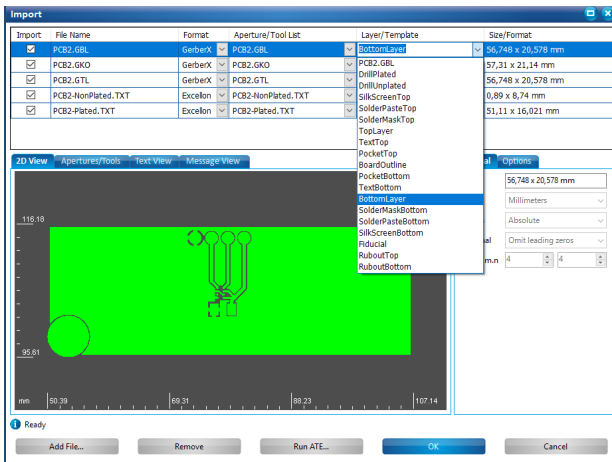 Import
Import File Name Format Aperture/Tool List Layer/Template Size/Format
PCB2.GBL GerberX PCB2.GBL BottomLayer 56,748 x 20,578 mm
PCB2.GKO GerberX PCB2.GKO 57,31 x 21,14 mm
PCB2.GTL GerberX PCB2.GTL 56,748 x 20,578 mm
PCB2-NonPlated.TXT Excellon PCB2-NonPlated.TXT 0,89 x 8,74 mm
PCB2-Plated.TXT Excellon PCB2-Plated.TXT 51,11 x 16,021 mm
PCB2.GBL
DrillPlated
DrillUnplated
SilkScreenTop
SolderPasteTop
SolderMaskTop
TopLayer
TextTop
PocketTop
BoardOutline
PocketBottom
TextBottom
BottomLayer
SolderMaskBottom
SolderPasteBottom
SilkScreenBottom
Fiducial
RuboutTop
RuboutBottom
2D View Apertures/Tools Text View Message View
al Options
56,748 x 20,578 mm
Millimeters
Absolute
al Omit leading zeros
m.n 4 4
116.18
95.61
mm 50.39 69.31 88.23 107.14
Ready
Add File... Remove Run ATE... OK Cancel